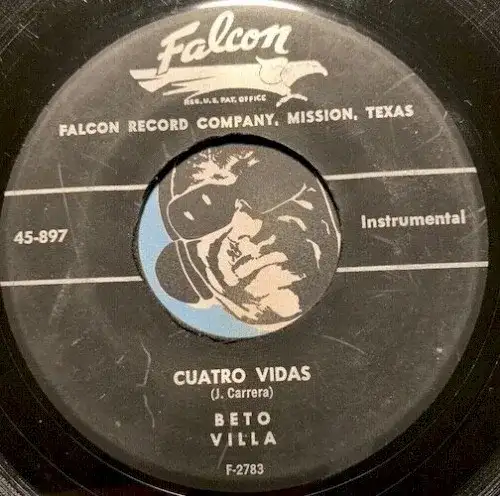 Falcon
REG. U.S. PAT. OFFICE
FALCON RECORD COMPANY, MISSION, TEXAS
45-897
Instrumental
CUATRO VIDAS
(J. Carrera)
BETO
VILLA
F-2783